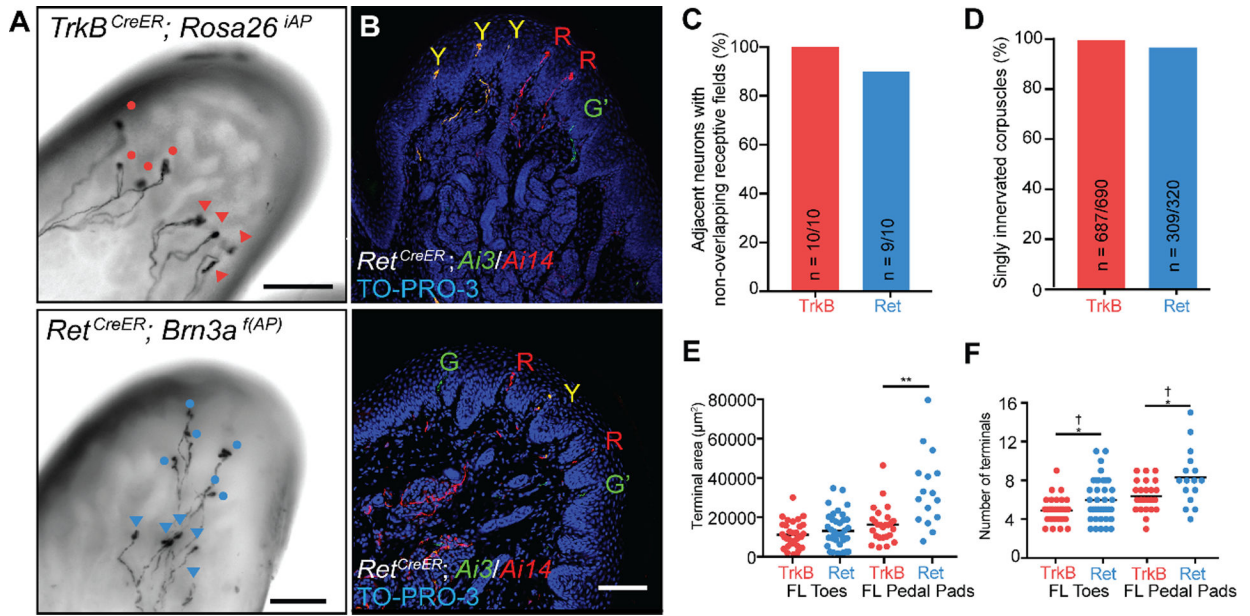 A
TrkB CreER; Rosa26 iAP
Ret CreER; Brn3a f(AP)
B
Y
Y
Y
R
R
G'
Ret CreER; Ai3/Ai14
TO-PRO-3
G
R
Y
R
G'
Ret CreER; Ai3/Ai14
TO-PRO-3
C
Adjacent neurons with
non-overlapping receptive fields (%)
100
80
60
40
20
0
n = 10/10
n = 9/10
TrkB
Ret
D
Singly innervated corpuscles (%)
100
80
60
40
20
0
n = 687/690
n = 309/320
TrkB
Ret
E
Terminal area (µm²)
80000
60000
40000
20000
0
**
TrkB
Ret
TrkB
Ret
FL Toes
FL Pedal Pads
F
Number of terminals
16
12
8
4
0
†
*
†
*
TrkB
Ret
TrkB
Ret
FL Toes
FL Pedal Pads